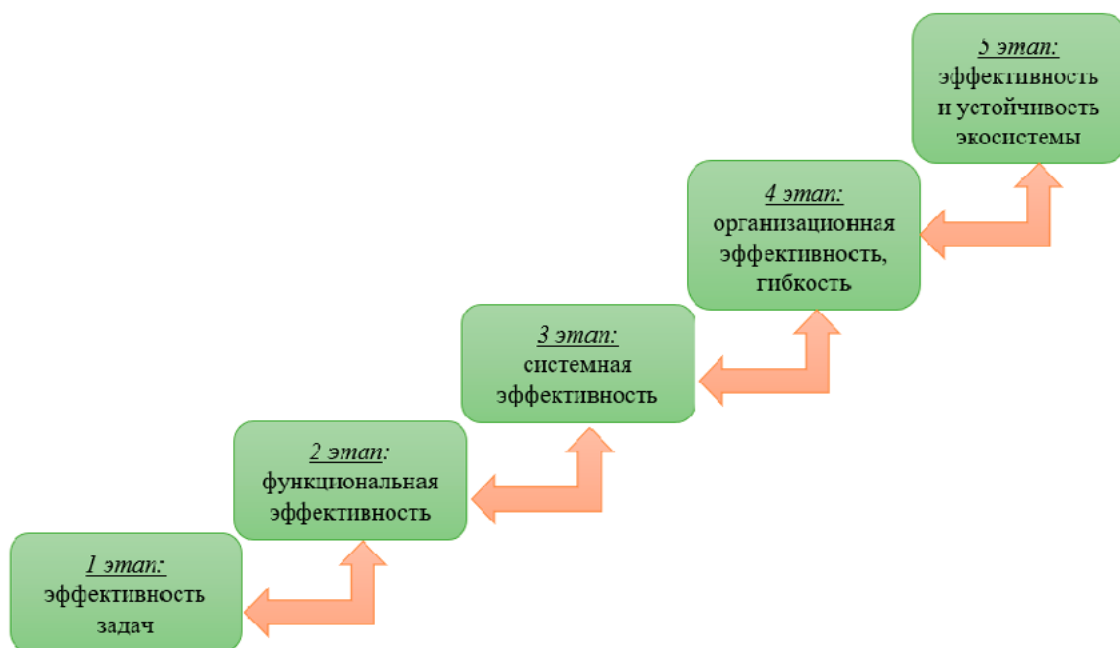 5 этап:
эффективность
и устойчивость
экосистемы
4 этап:
организационная
эффективность,
гибкость
3 этап:
системная
эффективность
2 этап:
функциональная
эффективность
1 этап:
эффективность
задач